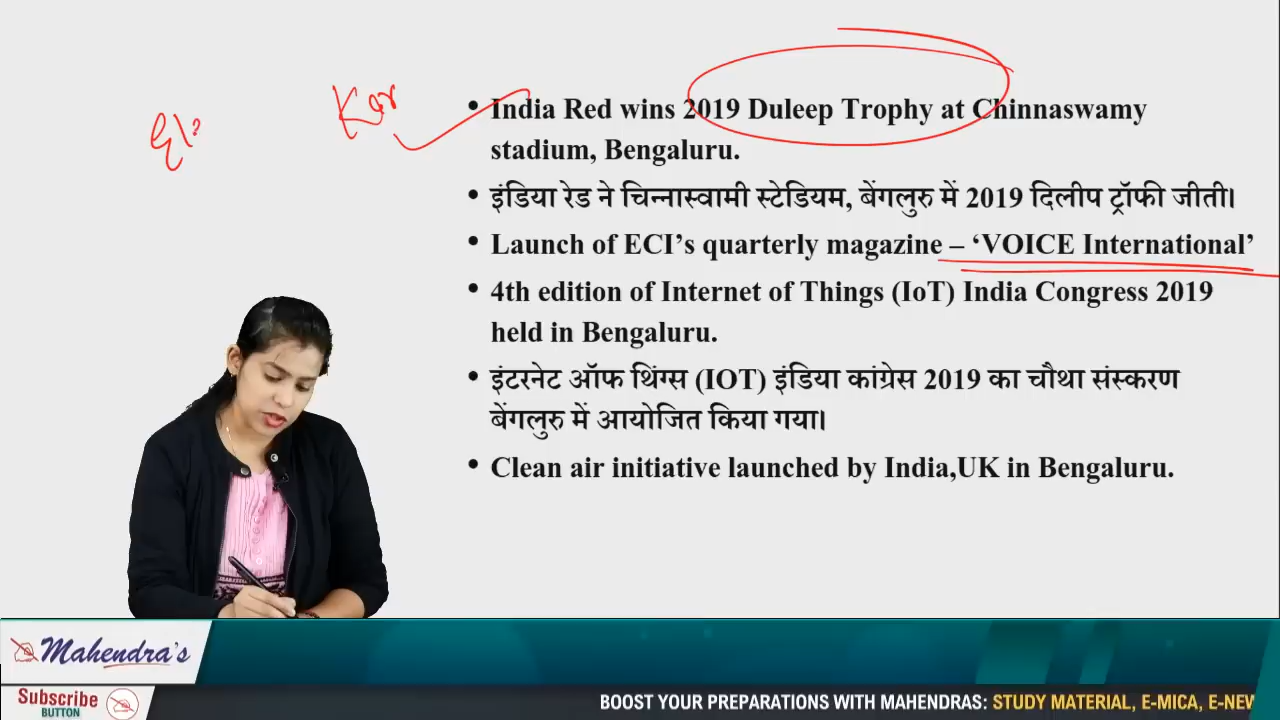 Kar
• India Red wins 2019 Duleep Trophy at Chinnaswamy
stadium, Bengaluru.
• इंडिया रेड ने चिन्नास्वामी स्टेडियम, बेंगलुरु में 2019 दिलीप ट्रॉफी जीती।
• Launch of ECI’s quarterly magazine – ‘VOICE International’
• 4th edition of Internet of Things (IoT) India Congress 2019
held in Bengaluru.
• इंटरनेट ऑफ थिंग्स (IOT) इंडिया कांग्रेस 2019 का चौथा संस्करण
बेंगलुरु में आयोजित किया गया।
• Clean air initiative launched by India,UK in Bengaluru.
Mahendra's
Subscribe
BUTTON
BOOST YOUR PREPARATIONS WITH MAHENDRAS: STUDY MATERIAL, E-MICA, E-NEW